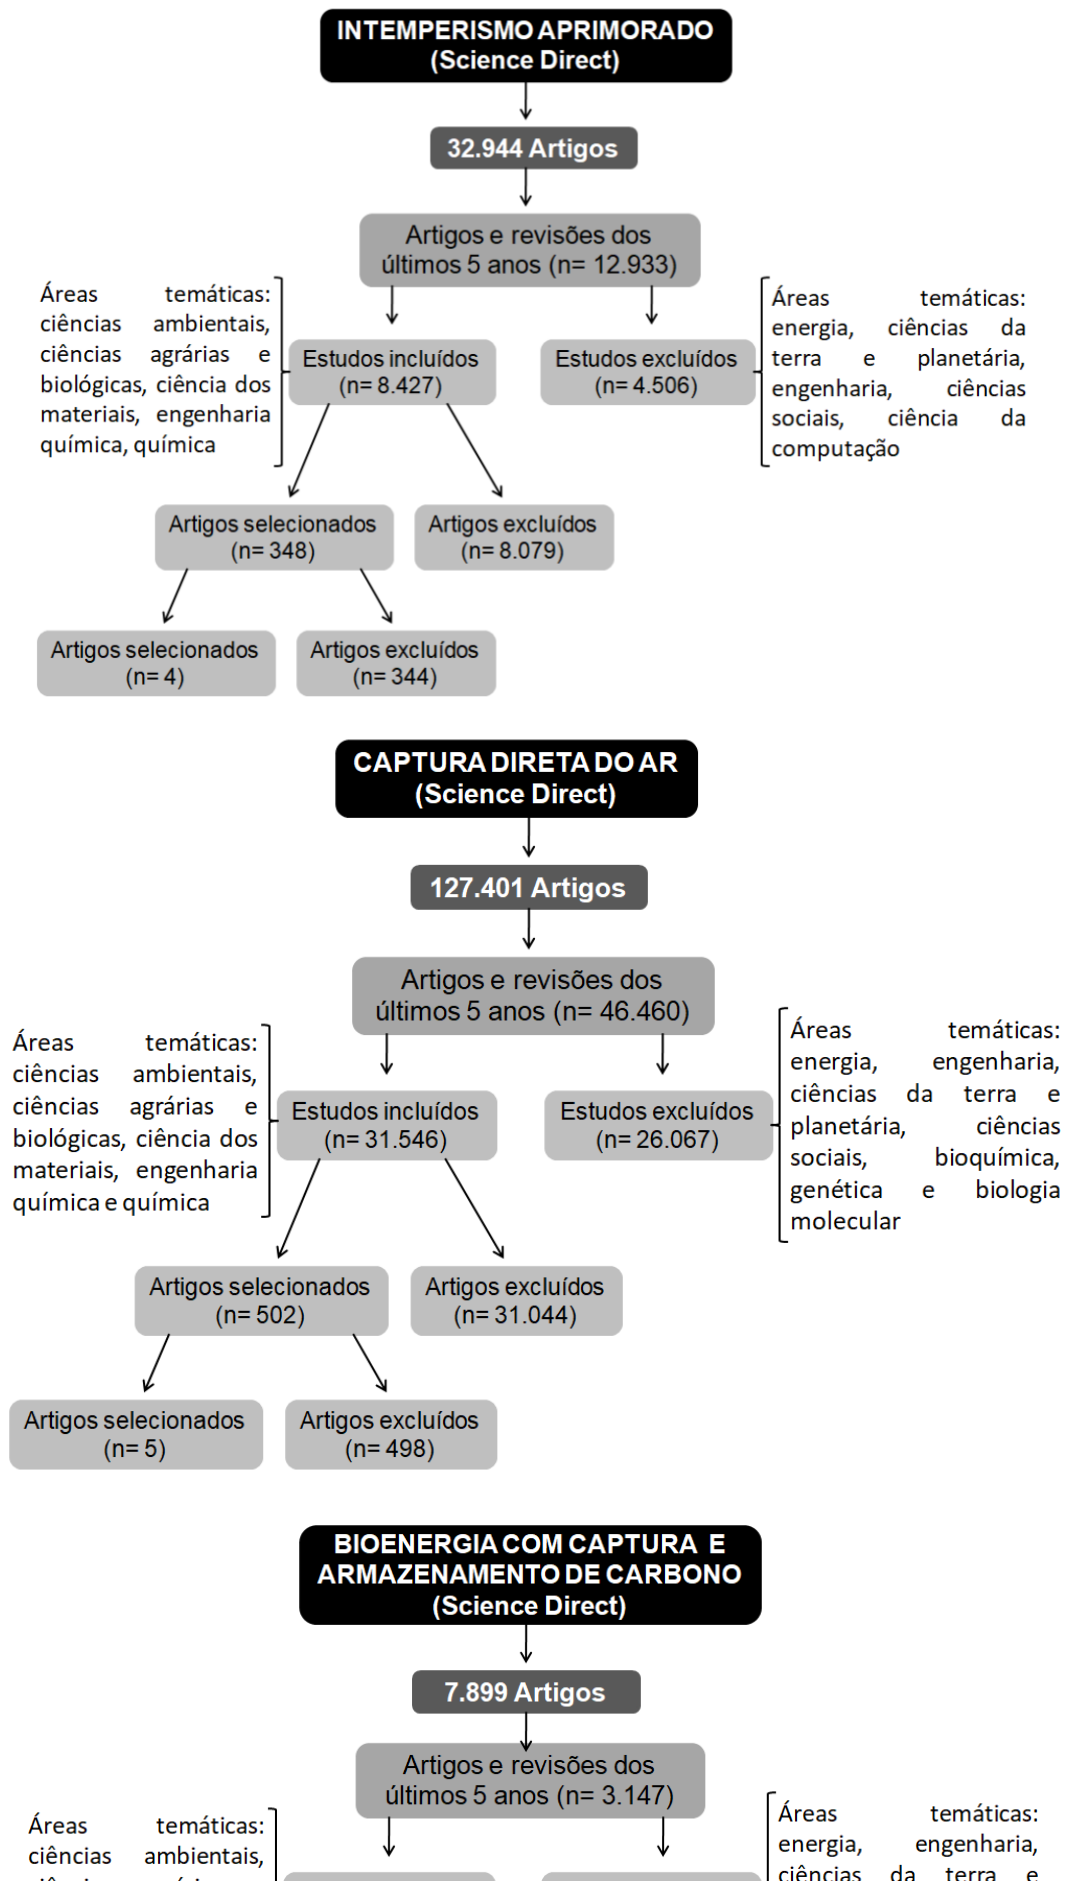 INTEMPERISMO APRIMORADO
(Science Direct)
32.944 Artigos
Artigos e revisões dos
últimos 5 anos (n= 12.933)
Áreas temáticas:
ciências ambientais,
ciências agrárias e
biológicas, ciência dos
materiais, engenharia
química, química
Estudos incluídos
(n= 8.427)
Estudos excluídos
(n= 4.506)
Áreas temáticas:
energia, ciências da
terra e planetária,
engenharia, ciências
sociais, ciência da
computação
Artigos selecionados
(n= 348)
Artigos excluídos
(n= 8.079)
Artigos selecionados
(n= 4)
Artigos excluídos
(n= 344)
CAPTURA DIRETA DO AR
(Science Direct)
127.401 Artigos
Artigos e revisões dos
últimos 5 anos (n= 46.460)
Áreas temáticas:
ciências ambientais,
ciências agrárias e
biológicas, ciência dos
materiais, engenharia
química e química
Estudos incluídos
(n= 31.546)
Estudos excluídos
(n= 26.067)
Áreas temáticas:
energia, engenharia,
ciências da terra e
planetária, ciências
sociais, bioquímica,
genética e biologia
molecular
Artigos selecionados
(n= 502)
Artigos excluídos
(n= 31.044)
Artigos selecionados
(n= 5)
Artigos excluídos
(n= 498)
BIOENERGIA COM CAPTURA E
ARMAZENAMENTO DE CARBONO
(Science Direct)
7.899 Artigos
Artigos e revisões dos
últimos 5 anos (n= 3.147)
Áreas temáticas:
ciências ambientais,
Áreas temáticas:
energia, engenharia,
ciências da terra e